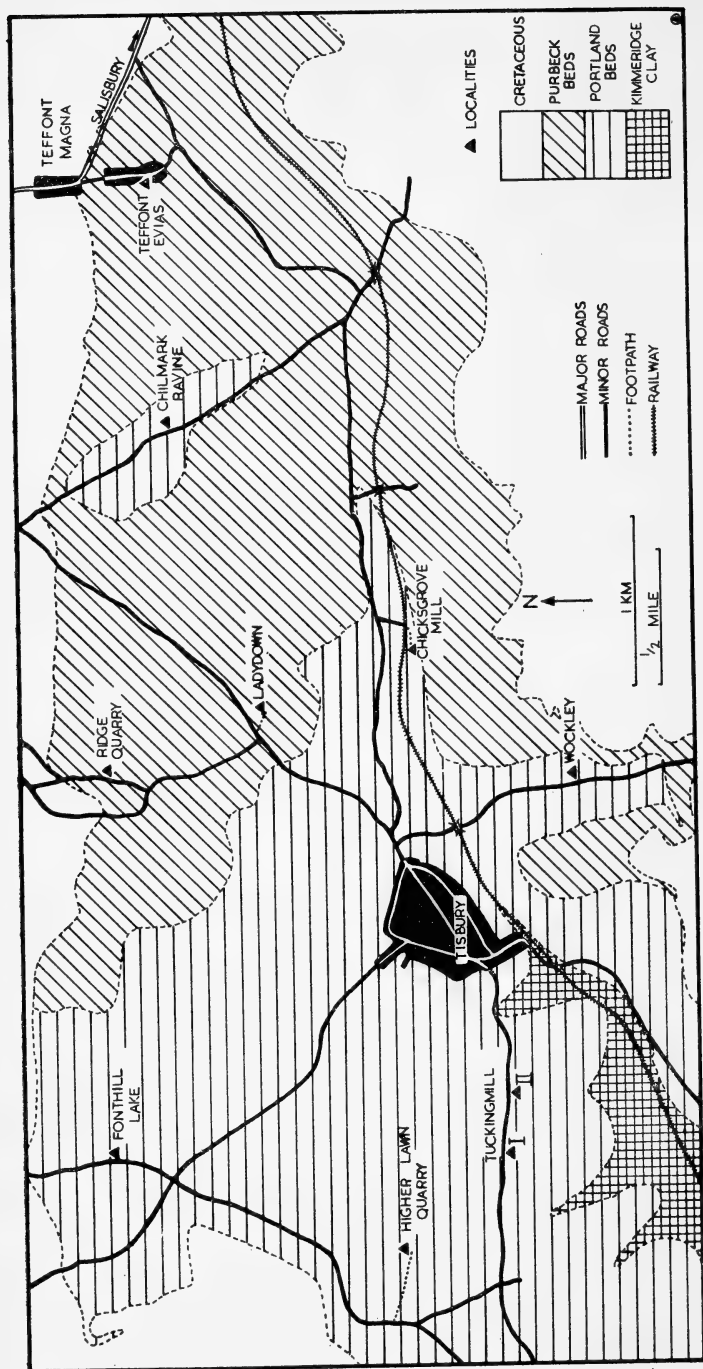 TEFFONT
MAGNA
SALISBURY
TEFFONT
EVIAS
CHILMARK
RAVINE
RIDGE
QUARRY
LADYDOWN
FONTHILL
LAKE
CHICKSGROVE
MILL
TISBURY
HIGHER LAWN
QUARRY
WOCKLEY
TUCKINGMILL
I
II
N
1 KM
1/2 MILE
MAJOR ROADS
MINOR ROADS
FOOTPATH
RAILWAY
LOCALITIES
CRETACEOUS
PURBECK
BEDS
PORTLAND
BEDS
KIMMERIDGE
CLAY